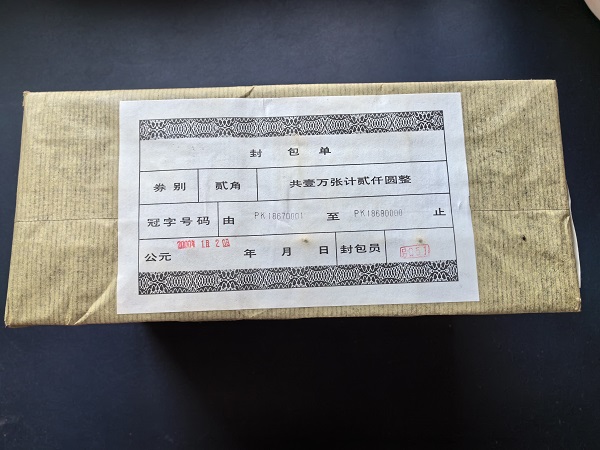 封包单
券别 贰角 共壹万张计贰仟圆整
冠字号码 由 PK18670001 至 PK18680000 止
公元 年 月 日 封包员